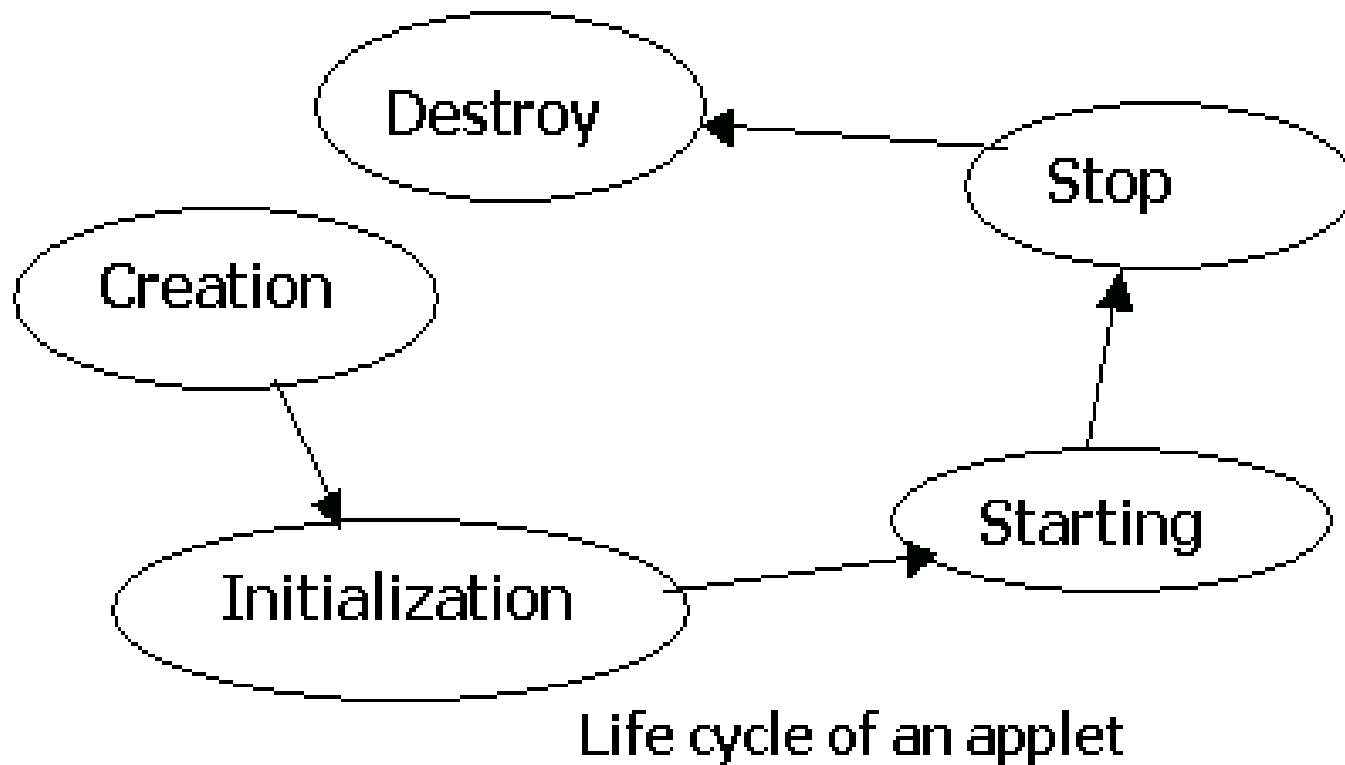 Destroy
Stop
Creation
Starting
Initialization
Life cycle of an applet